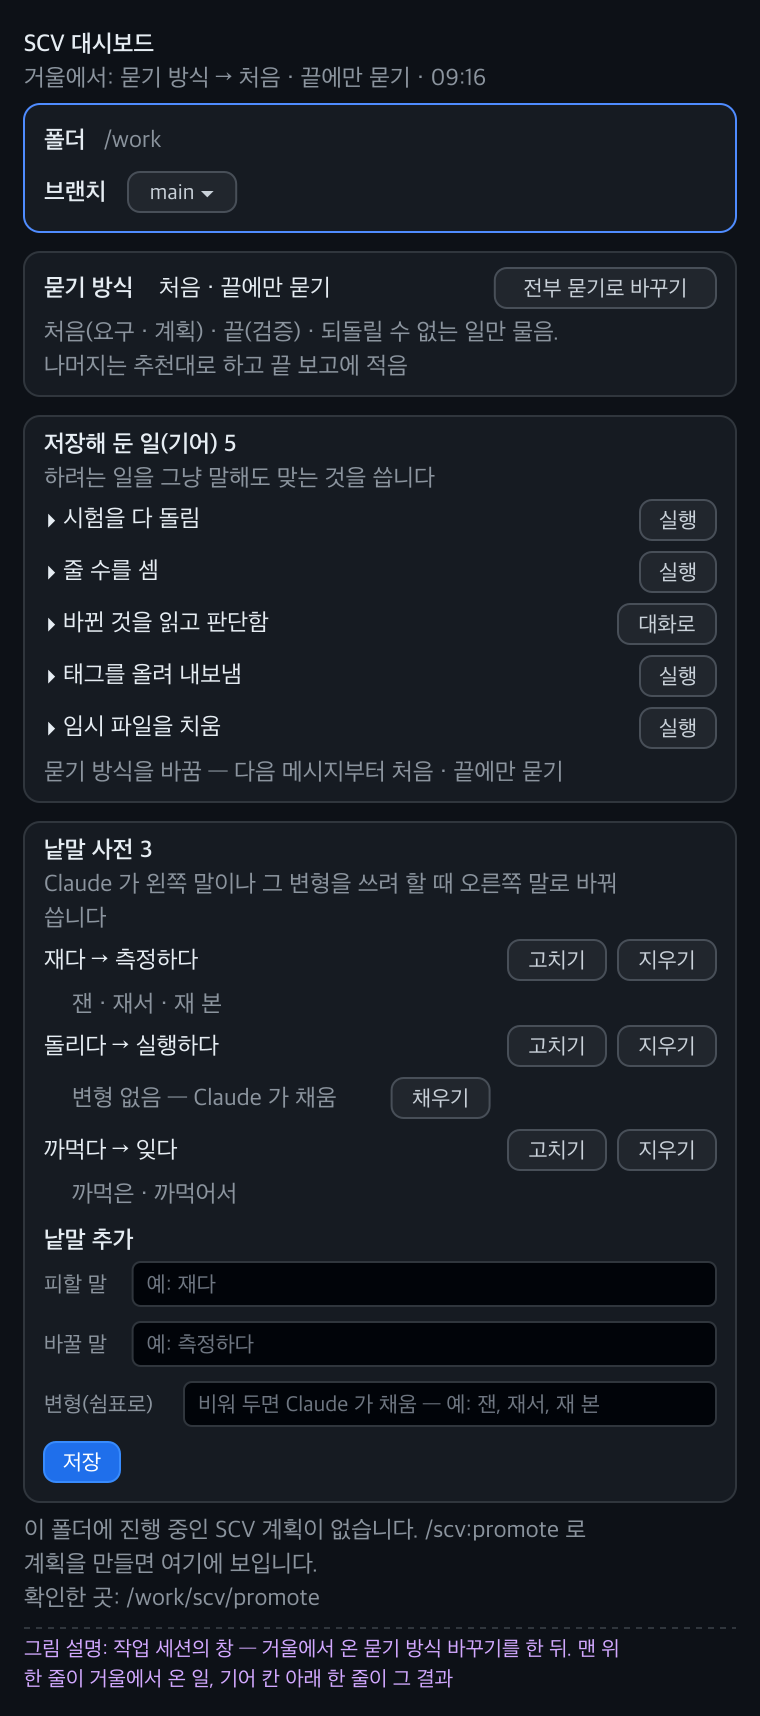 SCV 대시보드
거울에서: 묻기 방식 → 처음 · 끝에만 묻기 · 09:16
폴더 /work
브랜치 main
묻기 방식 처음 · 끝에만 묻기 전부 묻기로 바꾸기
처음(요구 · 계획) · 끝(검증) · 되돌릴 수 없는 일만 물음.
나머지는 추천대로 하고 끝 보고에 적음
저장해 둔 일(기어) 5
하려는 일을 그냥 말해도 맞는 것을 씁니다
시험을 다 돌림 실행
줄 수를 셈 실행
바뀐 것을 읽고 판단함 대화로
태그를 올려 내보냄 실행
임시 파일을 치움 실행
묻기 방식을 바꿈 — 다음 메시지부터 처음 · 끝에만 묻기
낱말 사전 3
Claude 가 왼쪽 말이나 그 변형을 쓰려 할 때 오른쪽 말로 바꿔
씁니다
재다 → 측정하다 고치기 지우기
잰 · 재서 · 재 본
돌리다 → 실행하다 고치기 지우기
변형 없음 — Claude 가 채움 채우기
까먹다 → 잊다 고치기 지우기
까먹은 · 까먹어서
낱말 추가
피할 말 예: 재다
바꿀 말 예: 측정하다
변형(쉼표로) 비워 두면 Claude 가 채움 — 예: 잰, 재서, 재 본
저장
이 폴더에 진행 중인 SCV 계획이 없습니다. /scv:promote 로
계획을 만들면 여기에 보입니다.
확인한 곳: /work/scv/promote
그림 설명: 작업 세션의 창 — 거울에서 온 묻기 방식 바꾸기를 한 뒤. 맨 위
한 줄이 거울에서 온 일, 기어 칸 아래 한 줄이 그 결과